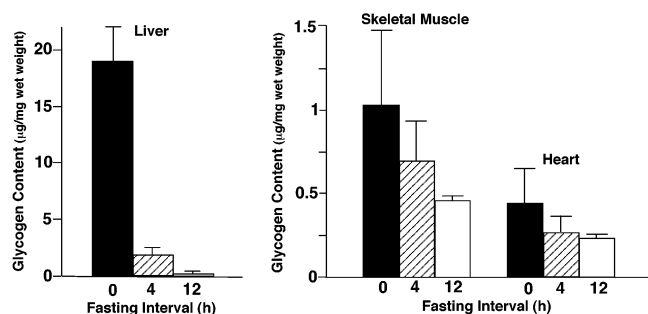 Liver
Glycogen Content (μg/mg wet weight)
20
15
10
5
0
0 4 12
Fasting Interval (h)
Skeletal Muscle
Heart
Glycogen Content (μg/mg wet weight)
1.5
1
0.5
0
0 4 12 0 4 12
Fasting Interval (h)